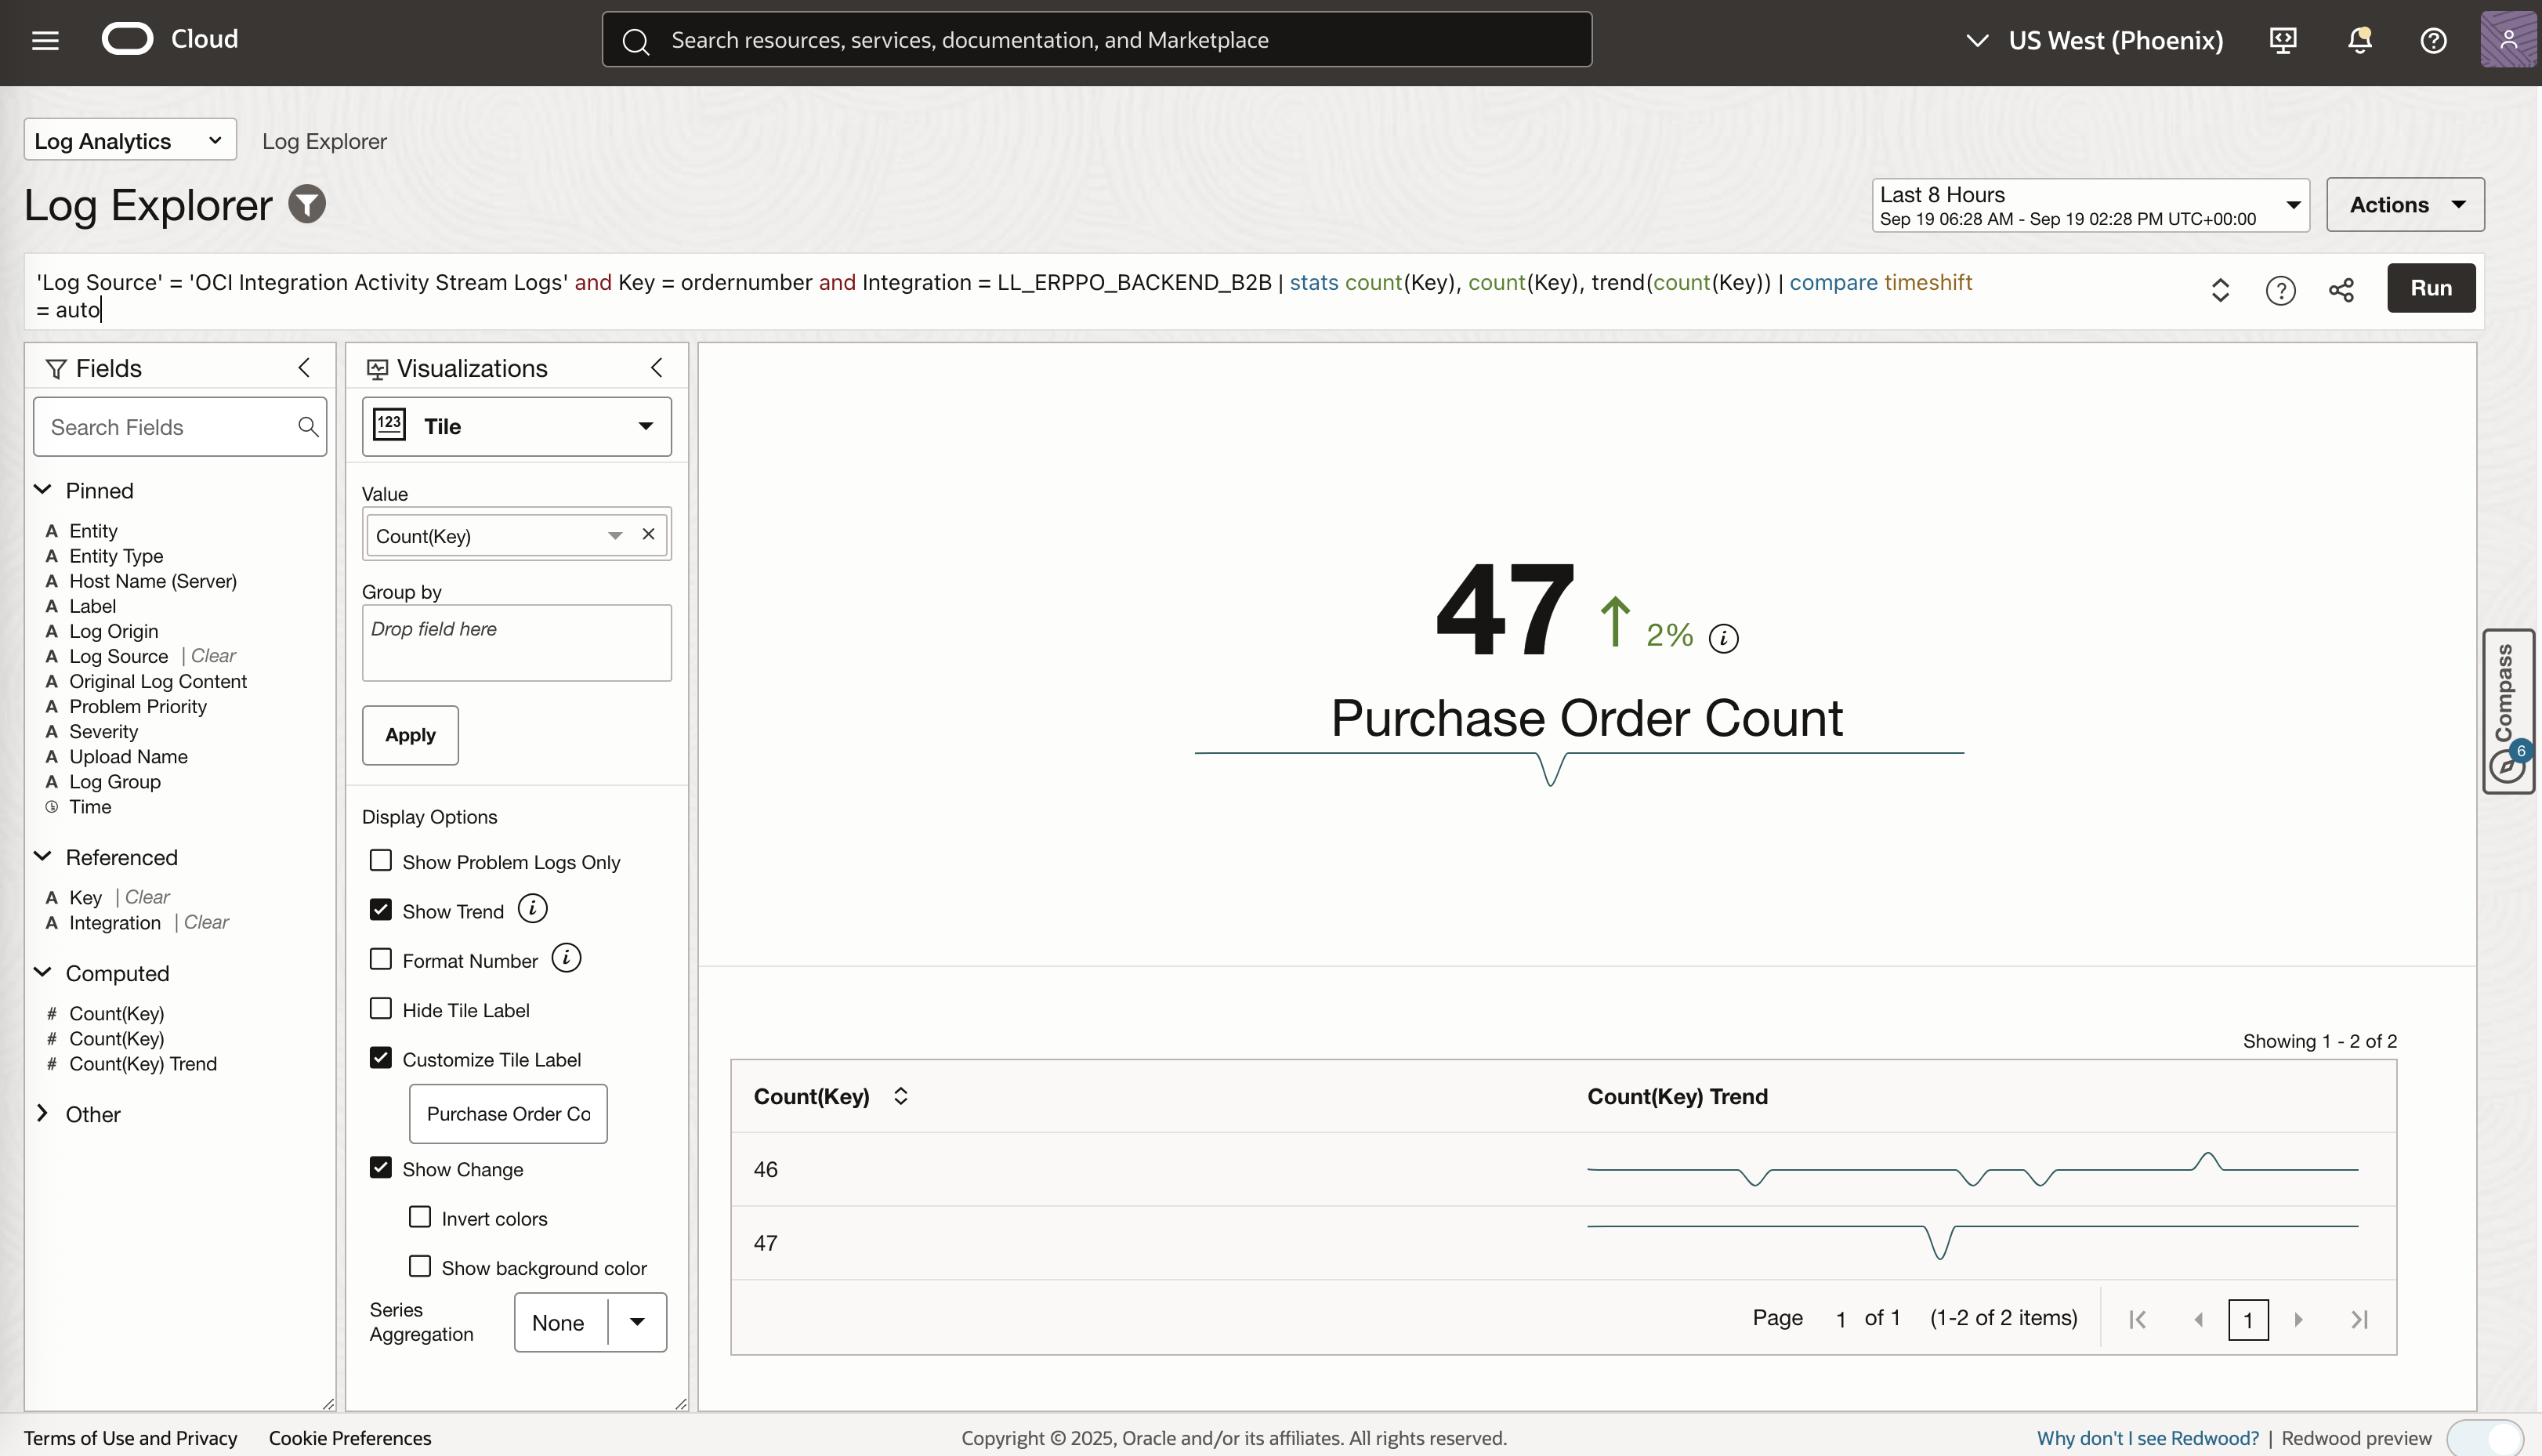 Cloud
Search resources, services, documentation, and Marketplace
US West (Phoenix)
Log Analytics
Log Explorer
Log Explorer
Last 8 Hours
Sep 19 06:28 AM - Sep 19 02:28 PM UTC+00:00
Actions
'Log Source' = 'OCI Integration Activity Stream Logs' and Key = ordernumber and Integration = LL_ERPPO_BACKEND_B2B | stats count(Key), count(Key), trend(count(Key)) | compare timeshift
= auto
Run
Fields
Search Fields
Pinned
A Entity
A Entity Type
A Host Name (Server)
A Label
A Log Origin
A Log Source | Clear
A Original Log Content
A Problem Priority
A Severity
A Upload Name
A Log Group
Time
Referenced
A Key | Clear
A Integration | Clear
Computed
# Count(Key)
# Count(Key)
# Count(Key) Trend
Other
Visualizations
123 Tile
Value
Count(Key)
Group by
Drop field here
Apply
Display Options
Show Problem Logs Only
Show Trend i
Format Number i
Hide Tile Label
Customize Tile Label
Purchase Order Co
Show Change
Invert colors
Show background color
Series
Aggregation
None
47 2% i
Purchase Order Count
Compass
6
Showing 1 - 2 of 2
Count(Key) Count(Key) Trend
46
47
Page 1 of 1 (1-2 of 2 items) 1
Terms of Use and Privacy Cookie Preferences
Copyright © 2025, Oracle and/or its affiliates. All rights reserved.
Why don't I see Redwood? | Redwood preview